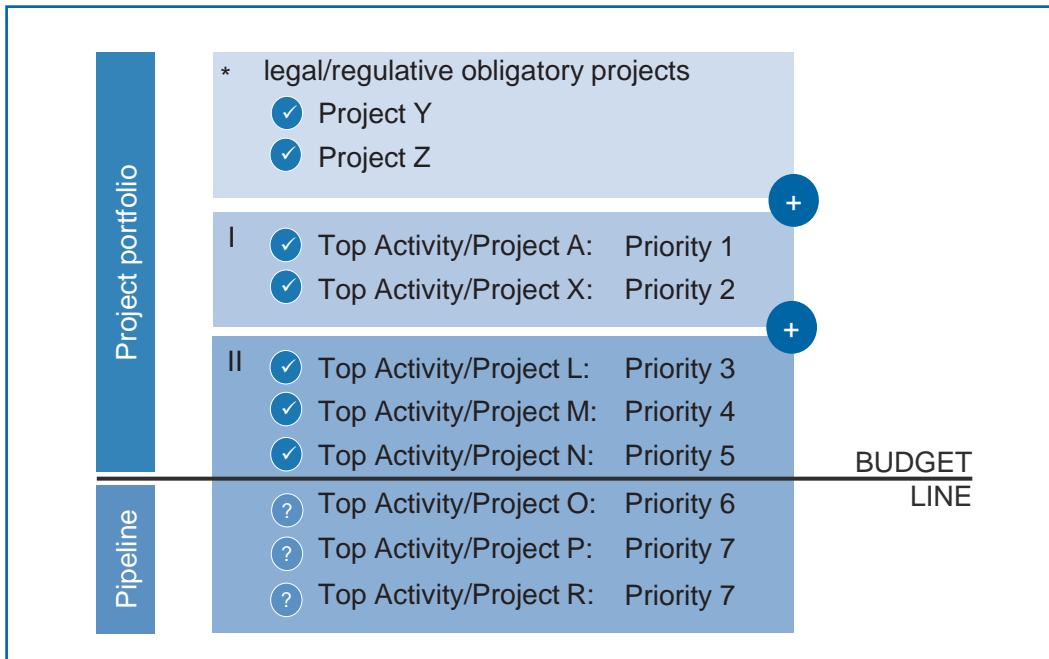 Project portfolio
* legal/regulative obligatory projects
✓ Project Y
✓ Project Z
+
I ✓ Top Activity/Project A: Priority 1
✓ Top Activity/Project X: Priority 2
+
II ✓ Top Activity/Project L: Priority 3
✓ Top Activity/Project M: Priority 4
✓ Top Activity/Project N: Priority 5
BUDGET
LINE
Pipeline
? Top Activity/Project O: Priority 6
? Top Activity/Project P: Priority 7
? Top Activity/Project R: Priority 7